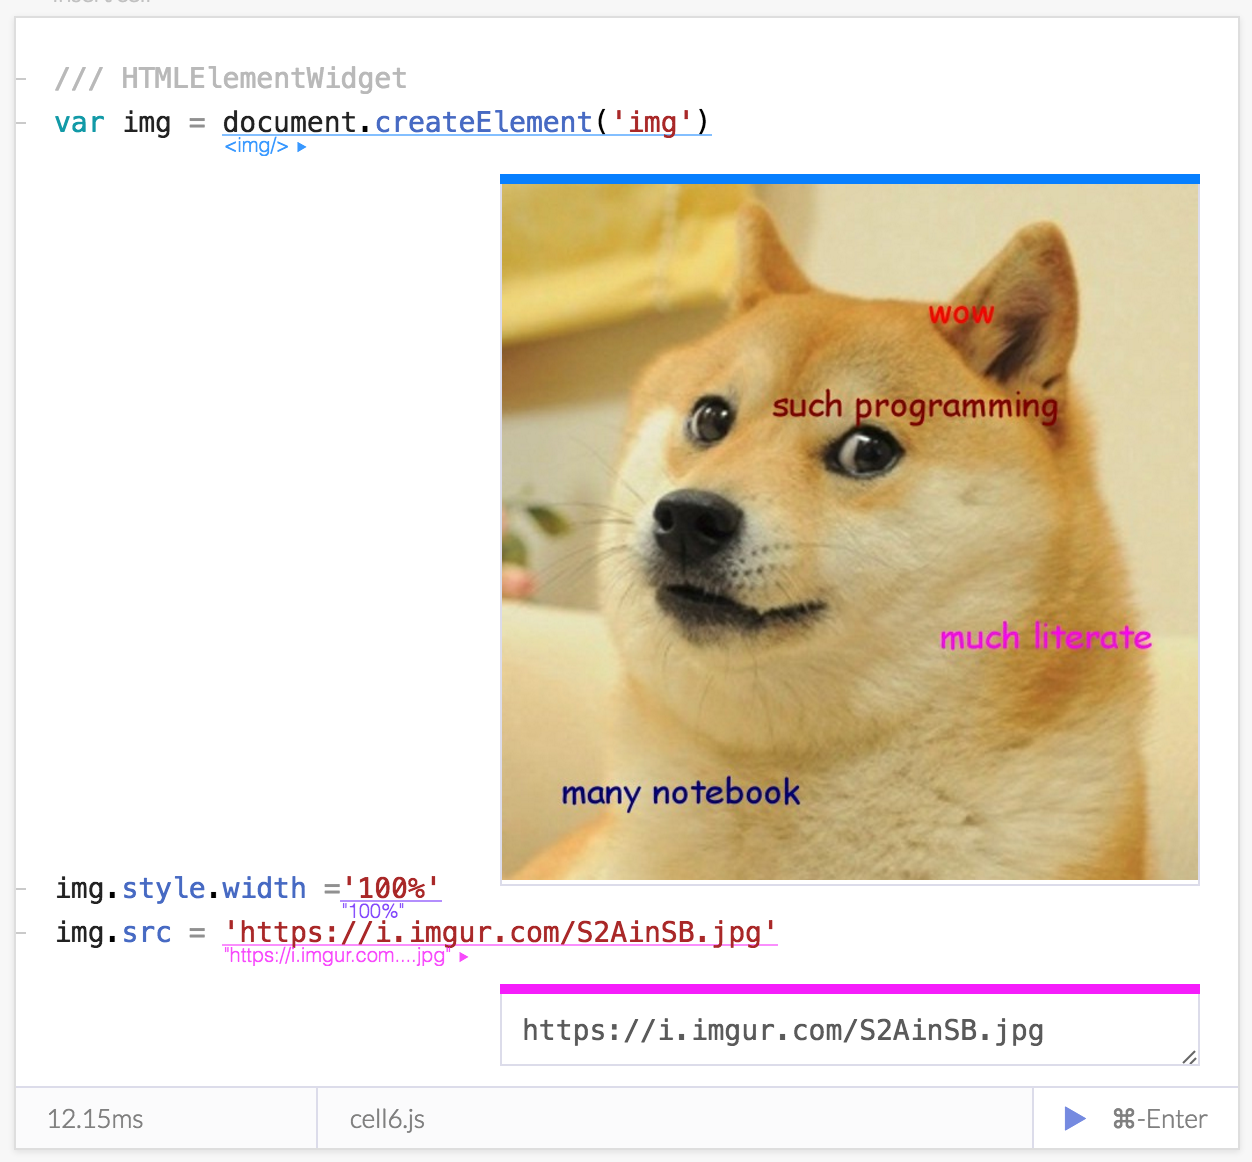 /// HTMLElementWidget
var img = document.createElement('img')
<img/> ▶
wow
such programming
much literate
many notebook
img.style.width ='100%'
"100%"
img.src = 'https://i.imgur.com/S2AinSB.jpg'
"https://i.imgur.com....jpg" ▶
https://i.imgur.com/S2AinSB.jpg
12.15ms cell6.js ▶ ⌘-Enter